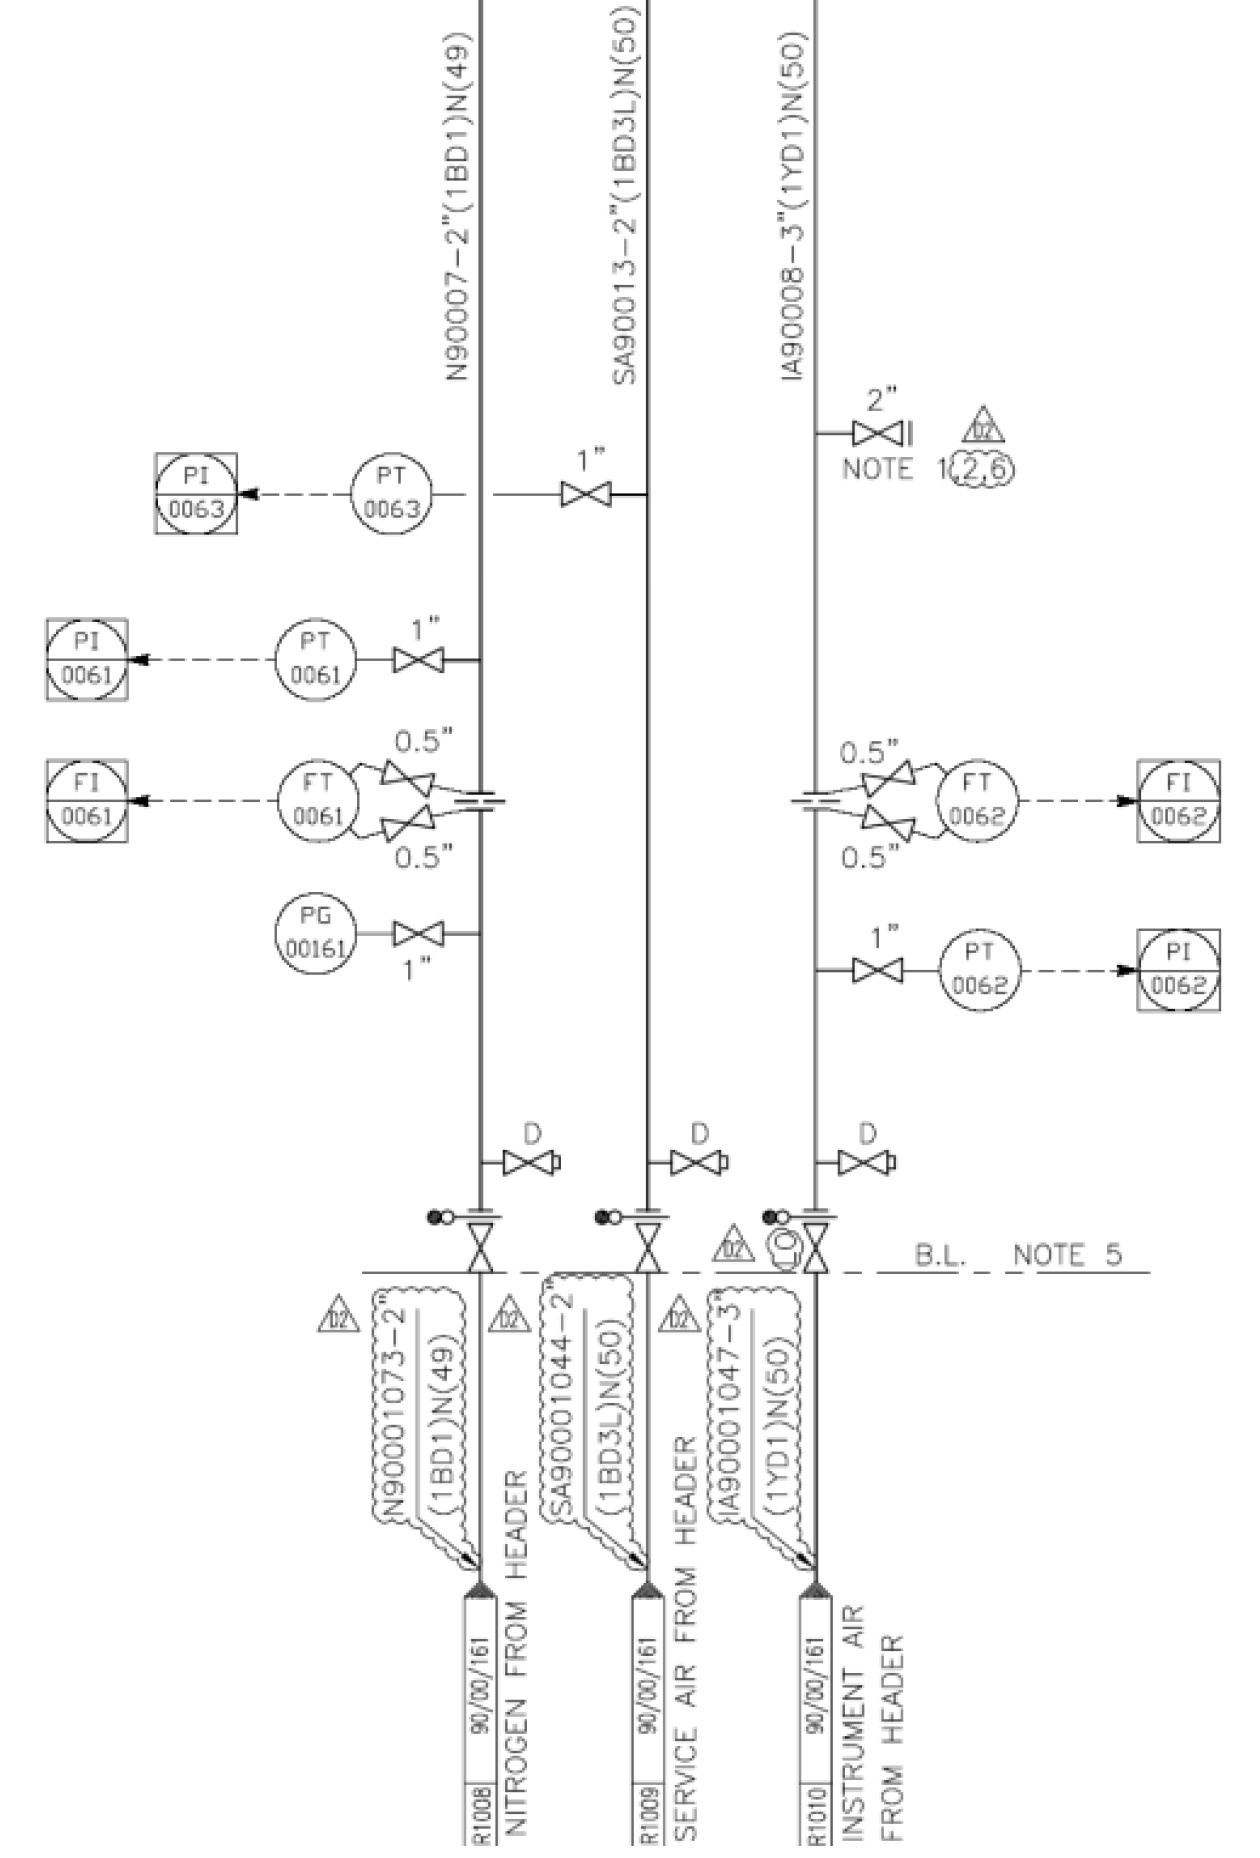 N90007-2"(1BD1)N(49)
SA90013-2"(1BD3L)N(50)
IA90008-3"(1YD1)N(50)
2"
D2
NOTE 1,2,6
1"
PI
0063
PT
0063
1"
PI
0061
PT
0061
0.5"
0.5"
FI
0061
FT
0061
FT
0062
FI
0062
0.5"
0.5"
PG
00161
1"
1"
PT
0062
PI
0062
D
D
D
D2
LO
B.L.
NOTE 5
D2
N90001073-2"
(1BD1)N(49)
D2
SA90001044-2"
(1BD3L)N(50)
D2
IA90001047-3"
(1YD1)N(50)
R1008
90/00/161
NITROGEN FROM HEADER
R1009
90/00/161
SERVICE AIR FROM HEADER
R1010
90/00/161
INSTRUMENT AIR
FROM HEADER